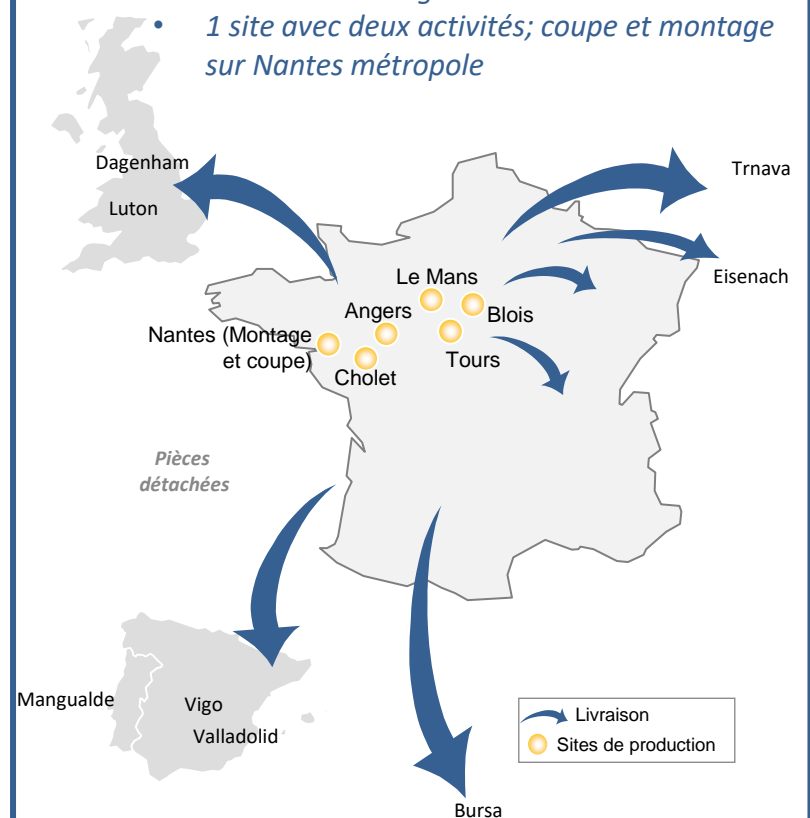 • 1 site avec deux activités; coupe et montage
sur Nantes métropole
Dagenham
Luton
Trnava
Eisenach
Le Mans
Angers
Blois
Nantes (Montage
et coupe)
Tours
Cholet
Pièces
détachées
Mangualde
Vigo
Valladolid
Livraison
Sites de production
Bursa